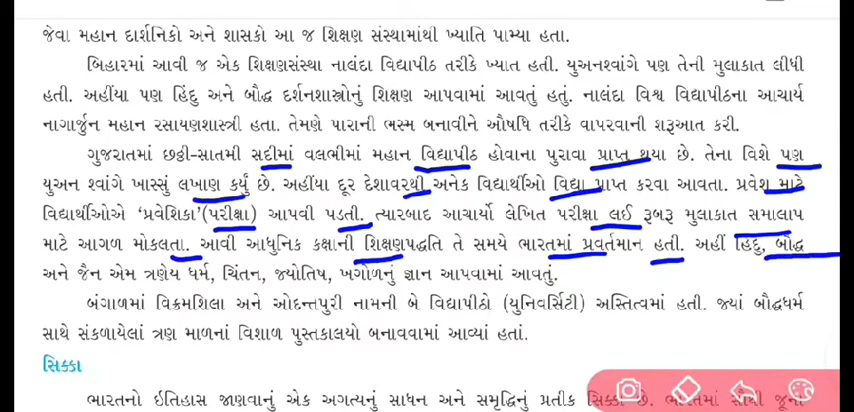 જેવા મહાન દાર્શનિકો અને શાસકો આ જ શિક્ષણ સંસ્થામાંથી ખ્યાતિ પામ્યા હતા.
બિહારમાં આવી જ એક શિક્ષણસંસ્થા નાલંદા વિદ્યાપીઠ તરીકે ખ્યાત હતી. યુઅનશ્વાંગે પણ તેની મુલાકાત લીધી
હતી. અહીંયા પણ હિંદુ અને બૌદ્ધ દર્શનશાસ્ત્રોનું શિક્ષણ આપવામાં આવતું હતું. નાલંદા વિશ્વ વિદ્યાપીઠના આચાર્ય
નાગાર્જુન મહાન રસાયણશાસ્ત્રી હતા. તેમણે પારાની ભસ્મ બનાવીને ઔષધિ તરીકે વાપરવાની શરૂઆત કરી.
ગુજરાતમાં છઠ્ઠી-સાતમી સદીમાં વલભીમાં મહાન વિદ્યાપીઠ હોવાના પુરાવા પ્રાપ્ત થયા છે. તેના વિશે પણ
યુઅન શ્વાંગે ખાસ્સું લખાણ કર્યું છે. અહીંયા દૂર દેશાવરથી અનેક વિદ્યાર્થીઓ વિદ્યા પ્રાપ્ત કરવા આવતા. પ્રવેશ માટે
વિદ્યાર્થીઓએ ‘પ્રવેશિકા’(પરીક્ષા) આપવી પડતી. ત્યારબાદ આચાર્યો લેખિત પરીક્ષા લઈ રૂબરૂ મુલાકાત સમાલાપ
માટે આગળ મોકલતા. આવી આધુનિક કક્ષાની શિક્ષણપદ્ધતિ તે સમયે ભારતમાં પ્રવર્તમાન હતી. અહીં હિંદુ, બૌદ્ધ
અને જૈન એમ ત્રણેય ધર્મ, ચિંતન, જ્યોતિષ, ખગોળનું જ્ઞાન આપવામાં આવતું.
બંગાળમાં વિક્રમશિલા અને ઓદન્તપુરી નામની બે વિદ્યાપીઠો (યુનિવર્સિટી) અસ્તિત્વમાં હતી. જ્યાં બૌદ્ધધર્મ
સાથે સંકળાયેલાં ત્રણ માળનાં વિશાળ પુસ્તકાલયો બનાવવામાં આવ્યાં હતાં.
સિક્કા
ભારતનો ઇતિહાસ જાણવાનું એક અગત્યનું સાધન અને સમૃદ્ધિનું પ્રતીક સિક્કા છે. ભારતમાં સૌથી જૂના